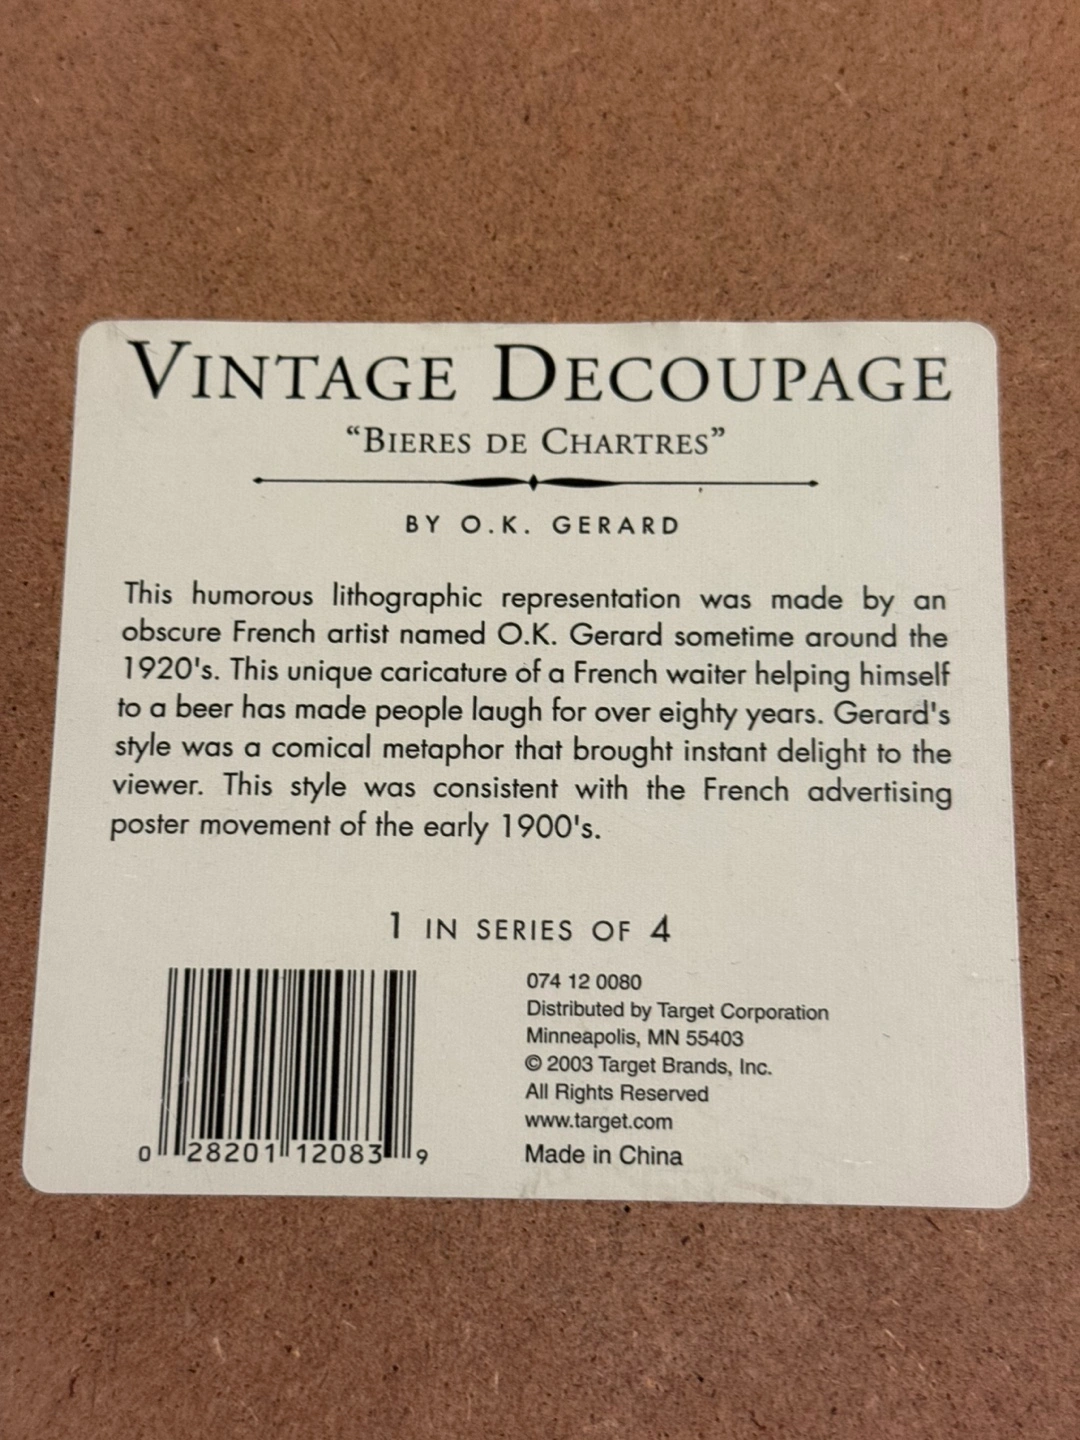 VINTAGE DECOUPAGE
“BIERES DE CHARTRES”
BY O.K. GERARD
This humorous lithographic representation was made by an
obscure French artist named O.K. Gerard sometime around the
1920's. This unique caricature of a French waiter helping himself
to a beer has made people laugh for over eighty years. Gerard's
style was a comical metaphor that brought instant delight to the
viewer. This style was consistent with the French advertising
poster movement of the early 1900's.
1 IN SERIES OF 4
074 12 0080
Distributed by Target Corporation
Minneapolis, MN 55403
© 2003 Target Brands, Inc.
All Rights Reserved
www.target.com
Made in China
0 28201 12083 9